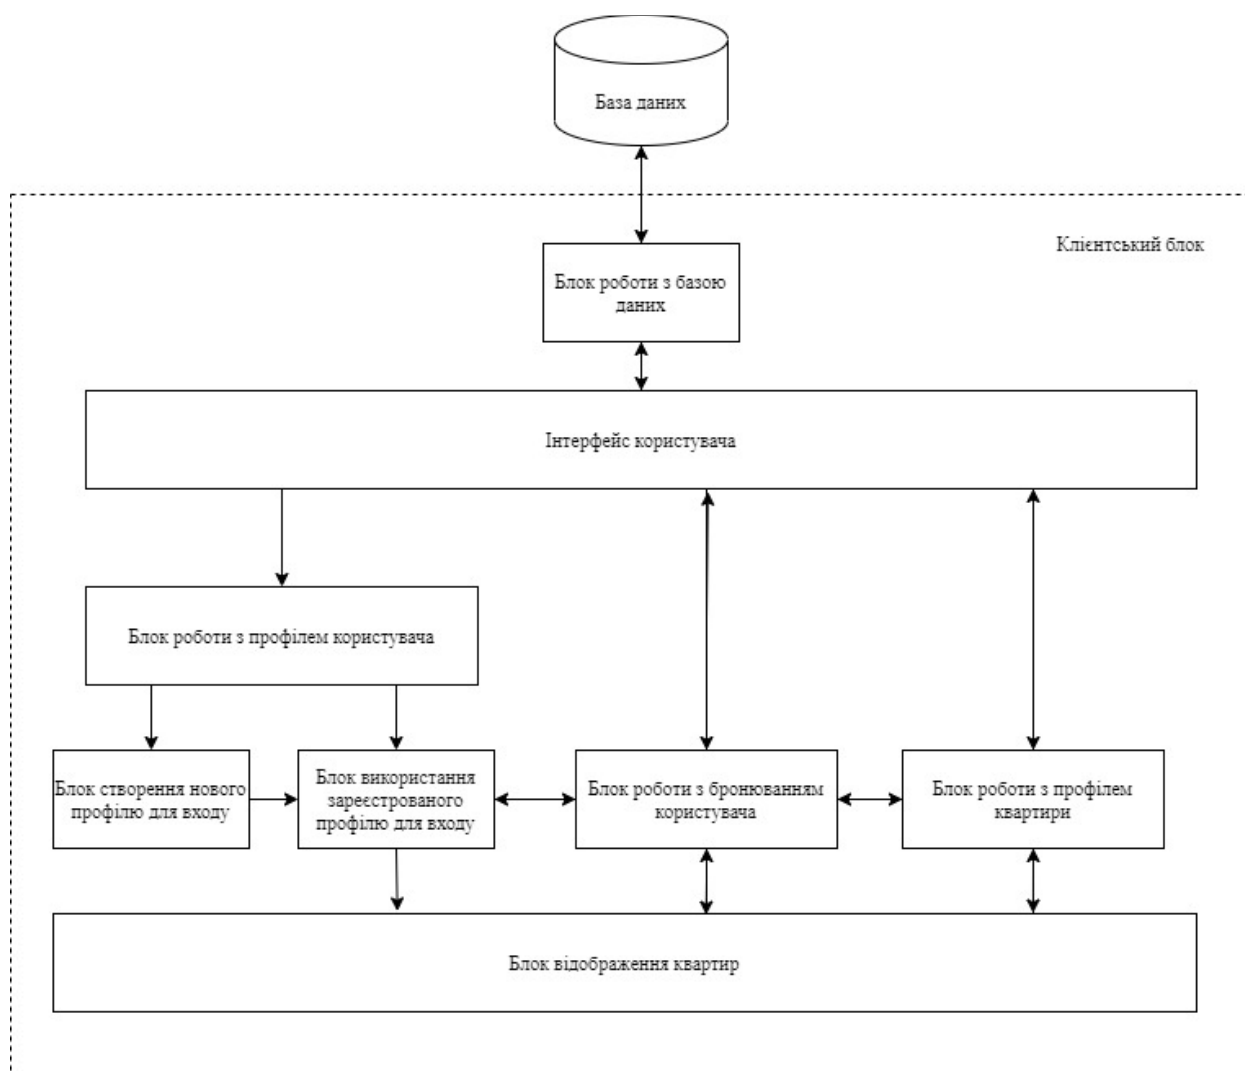 База даних
Клієнтський блок
Блок роботи з базою
даних
Інтерфейс користувача
Блок роботи з профілем користувача
Блок створення нового
профілю для входу
Блок використання
зареєстрованого
профілю для входу
Блок роботи з бронюванням
користувача
Блок роботи з профілем
квартири
Блок відображення квартир